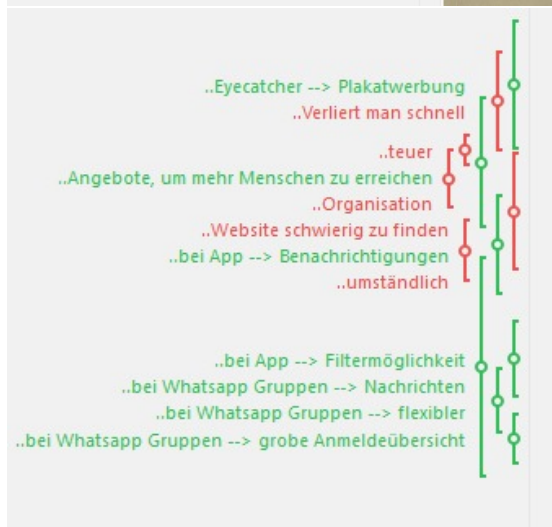 ..Eyecatcher --> Plakatwerbung
..Verliert man schnell
..teuer
..Angebote, um mehr Menschen zu erreichen
..Organisation
..Website schwierig zu finden
..bei App --> Benachrichtigungen
..umständlich
..bei App --> Filtermöglichkeit
..bei Whatsapp Gruppen --> Nachrichten
..bei Whatsapp Gruppen --> flexibler
..bei Whatsapp Gruppen --> grobe Anmeldeübersicht